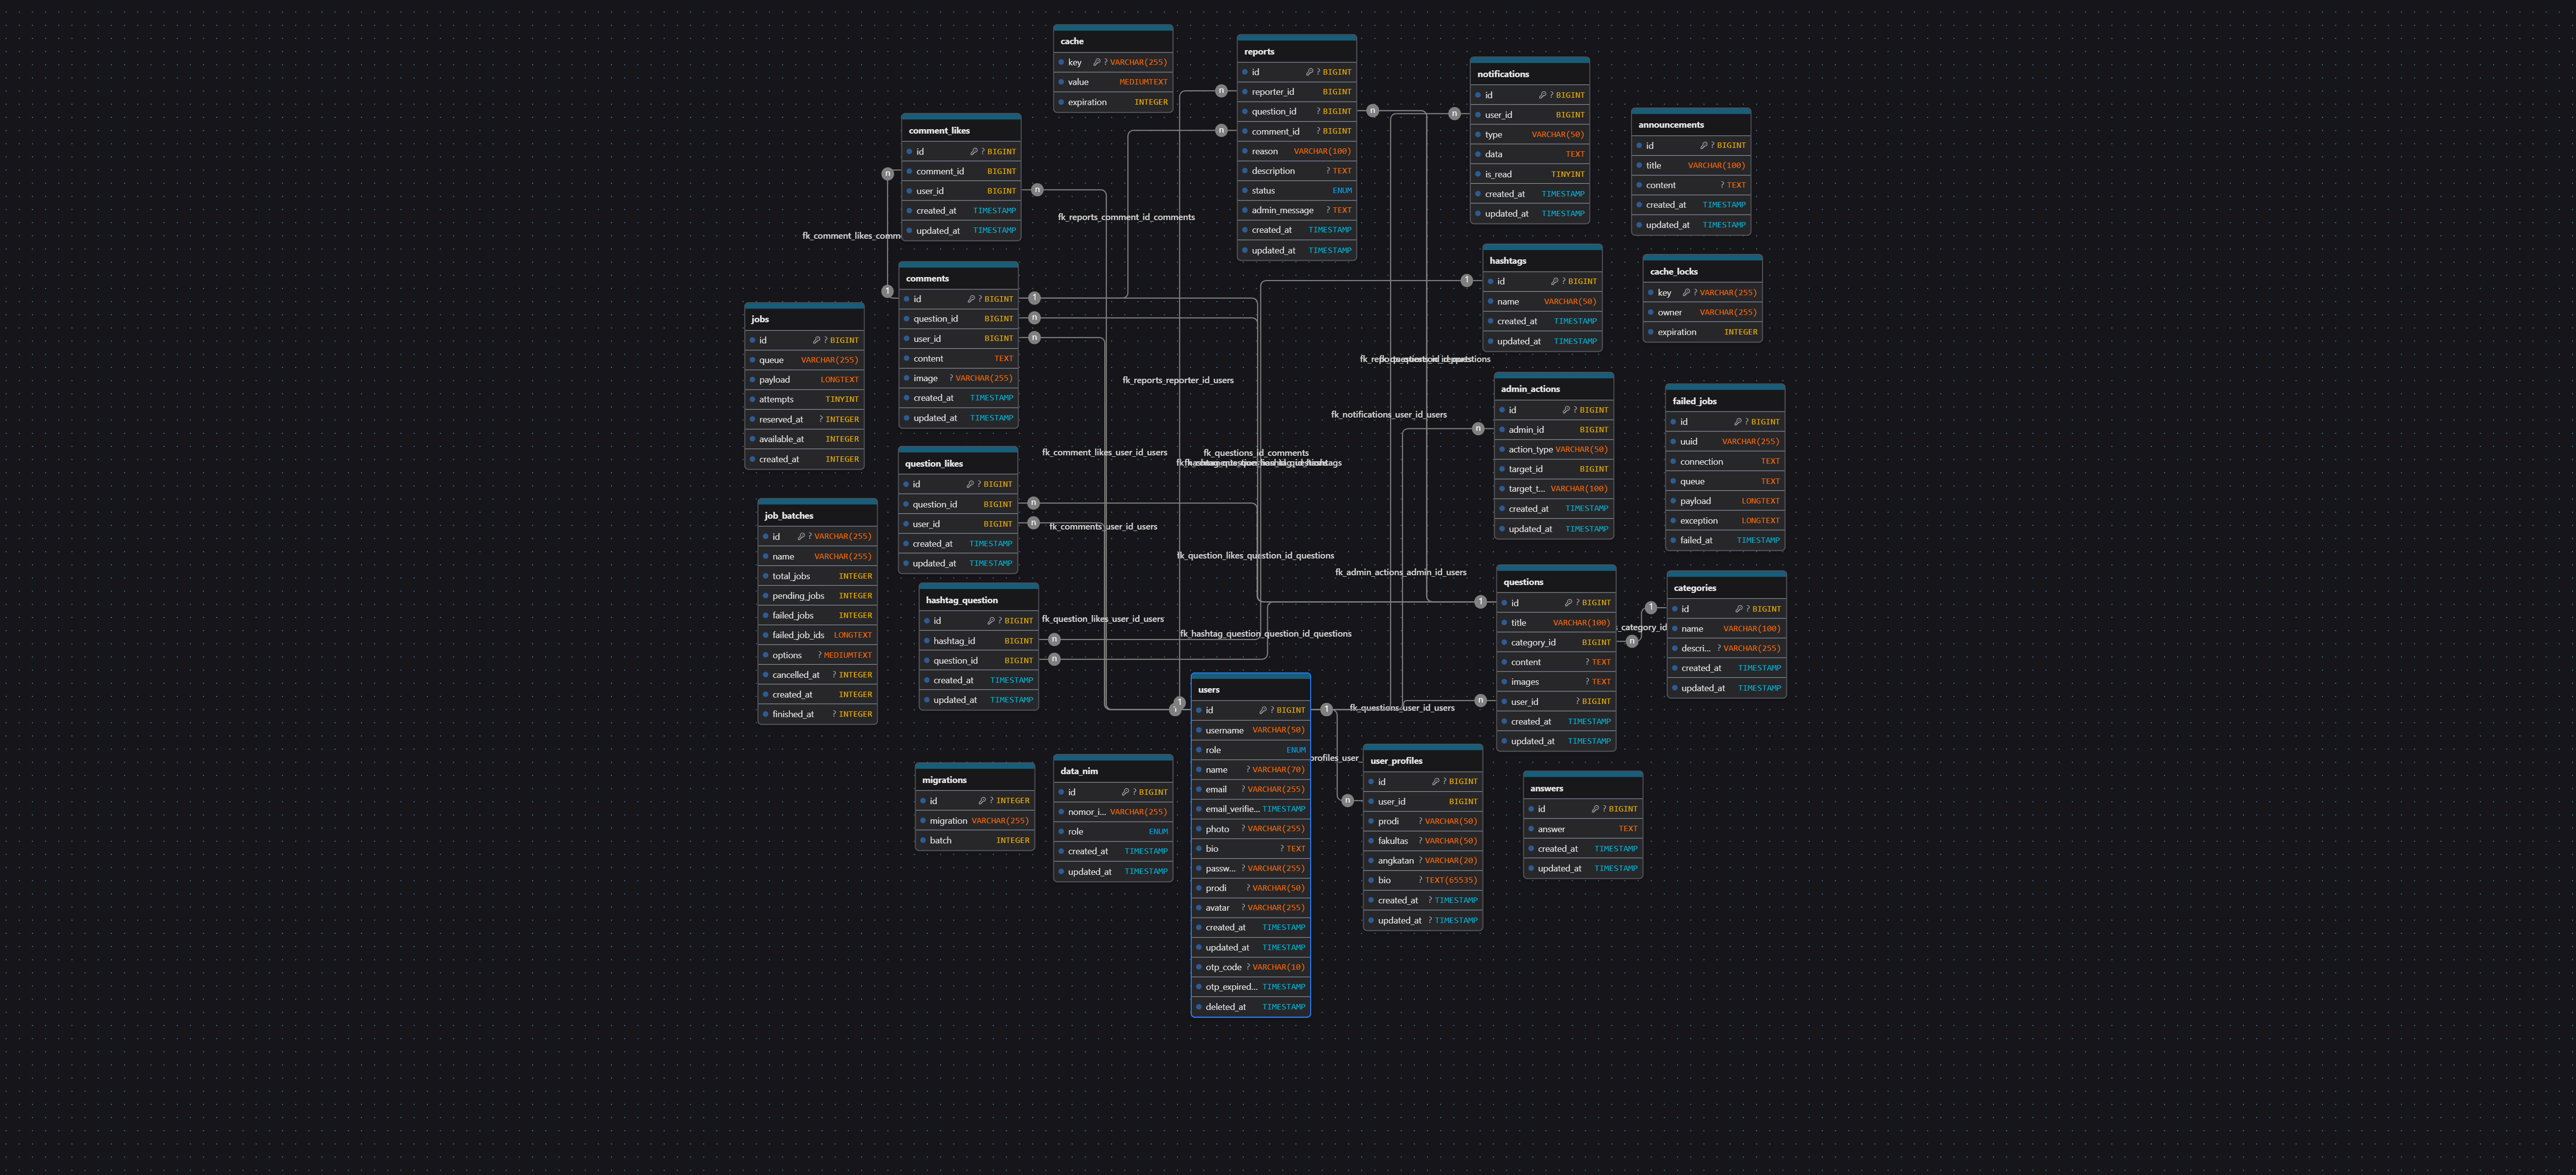 cache
key ? VARCHAR(255)
value MEDIUMTEXT
expiration INTEGER
reports
id ? BIGINT
reporter_id BIGINT
question_id ? BIGINT
comment_id ? BIGINT
reason VARCHAR(100)
description ? TEXT
status ENUM
admin_message ? TEXT
created_at TIMESTAMP
updated_at TIMESTAMP
notifications
id ? BIGINT
user_id BIGINT
type VARCHAR(50)
data TEXT
is_read TINYINT
created_at TIMESTAMP
updated_at TIMESTAMP
announcements
id ? BIGINT
title VARCHAR(100)
content ? TEXT
created_at TIMESTAMP
updated_at TIMESTAMP
comment_likes
id ? BIGINT
comment_id BIGINT
user_id BIGINT
created_at TIMESTAMP
updated_at TIMESTAMP
fk_reports_comment_id_comments
fk_comment_likes_comm
comments
id ? BIGINT
question_id BIGINT
user_id BIGINT
content TEXT
image ? VARCHAR(255)
created_at TIMESTAMP
updated_at TIMESTAMP
hashtags
id ? BIGINT
name VARCHAR(50)
created_at TIMESTAMP
updated_at TIMESTAMP
cache_locks
key ? VARCHAR(255)
owner VARCHAR(255)
expiration INTEGER
jobs
id ? BIGINT
queue VARCHAR(255)
payload LONGTEXT
attempts TINYINT
reserved_at ? INTEGER
available_at INTEGER
created_at INTEGER
fk_reports_reporter_id_users
fk_notifications_user_id_users
admin_actions
id ? BIGINT
admin_id BIGINT
action_type VARCHAR(50)
target_id BIGINT
target_t... VARCHAR(100)
created_at TIMESTAMP
updated_at TIMESTAMP
failed_jobs
id ? BIGINT
uuid VARCHAR(255)
connection TEXT
queue TEXT
payload LONGTEXT
exception LONGTEXT
failed_at TIMESTAMP
fk_comment_likes_user_id_users
fk_questions_id_comments
question_likes
id ? BIGINT
question_id BIGINT
user_id BIGINT
created_at TIMESTAMP
updated_at TIMESTAMP
fk_comments_user_id_users
fk_question_likes_question_id_questions
fk_admin_actions_admin_id_users
job_batches
id ? VARCHAR(255)
name VARCHAR(255)
total_jobs INTEGER
pending_jobs INTEGER
failed_jobs INTEGER
failed_job_ids LONGTEXT
options ? MEDIUMTEXT
cancelled_at ? INTEGER
created_at INTEGER
finished_at ? INTEGER
hashtag_question
id ? BIGINT
hashtag_id BIGINT
question_id BIGINT
created_at TIMESTAMP
updated_at TIMESTAMP
fk_question_likes_user_id_users
fk_hashtag_question_question_id_questions
questions
id ? BIGINT
title VARCHAR(100)
category_id BIGINT
content ? TEXT
images ? TEXT
user_id ? BIGINT
created_at TIMESTAMP
updated_at TIMESTAMP
s_category_id
categories
id ? BIGINT
name VARCHAR(100)
descri... ? VARCHAR(255)
created_at TIMESTAMP
updated_at TIMESTAMP
users
id ? BIGINT
username VARCHAR(50)
role ENUM
name ? VARCHAR(70)
email ? VARCHAR(255)
email_verifie... TIMESTAMP
photo ? VARCHAR(255)
bio ? TEXT
passw... ? VARCHAR(255)
prodi ? VARCHAR(50)
avatar ? VARCHAR(255)
created_at TIMESTAMP
updated_at TIMESTAMP
otp_code ? VARCHAR(10)
otp_expired... TIMESTAMP
deleted_at TIMESTAMP
fk_questions_user_id_users
profiles_user_
user_profiles
id ? BIGINT
user_id BIGINT
prodi ? VARCHAR(50)
fakultas ? VARCHAR(50)
angkatan ? VARCHAR(20)
bio ? TEXT(65535)
created_at ? TIMESTAMP
updated_at ? TIMESTAMP
migrations
id ? INTEGER
migration VARCHAR(255)
batch INTEGER
data_nim
id ? BIGINT
nomor_i... VARCHAR(255)
role ENUM
created_at TIMESTAMP
updated_at TIMESTAMP
answers
id ? BIGINT
answer TEXT
created_at TIMESTAMP
updated_at TIMESTAMP